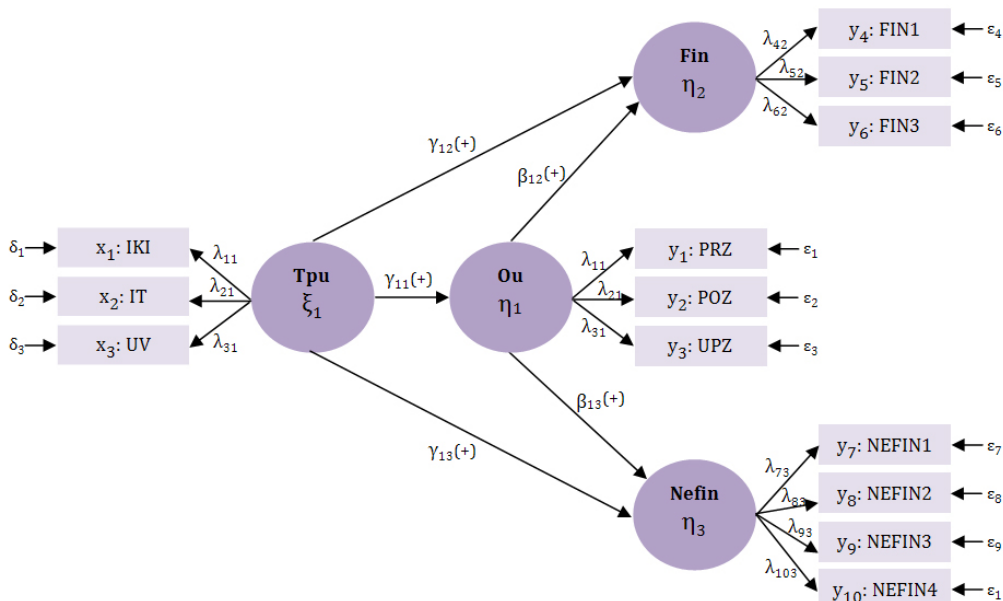 Fin
η₂
λ₄₂
λ₅₂
λ₆₂
y₄: FIN1
y₅: FIN2
y₆: FIN3
ε₄
ε₅
ε₆
γ₁₂(+)
β₁₂(+)
δ₁
δ₂
δ₃
x₁: IKI
x₂: IT
x₃: UV
λ₁₁
λ₂₁
λ₃₁
Tpu
ξ₁
γ₁₁(+)
Ou
η₁
λ₁₁
λ₂₁
λ₃₁
y₁: PRZ
y₂: POZ
y₃: UPZ
ε₁
ε₂
ε₃
γ₁₃(+)
β₁₃(+)
Nefin
η₃
λ₇₃
λ₈₃
λ₉₃
λ₁₀₃
y₇: NEFIN1
y₈: NEFIN2
y₉: NEFIN3
y₁₀: NEFIN4
ε₇
ε₈
ε₉
ε₁